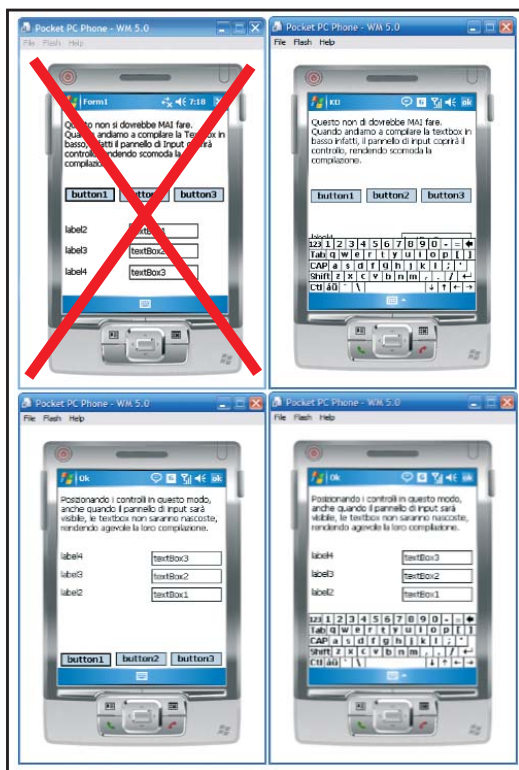 Pocket PC Phone - WM 5.0
File Flash Help
Form1
7:18
Questo non si dovrebbe MAI fare.
Quando andiamo a compilare la Textbox in
basso infatti, il pannello di Input coprirà
controllo, rendendo scomoda la
compilazione.
button1 button3
label2
label3 textBox2
label4 textBox3
Pocket PC Phone - WM 5.0
File Flash Help
KO ok
Questo non di dovrebbe MAI fare.
Quando andiamo a compilare la textbox in
basso infatti, il pannello di Input coprirà il
controllo, rendendo scomoda la
compilazione.
button1 button2 button3
123 1 2 3 4 5 6 7 8 9 0 - =
Tab q w e r t y u i o p [ ]
CAP a s d f g h j k l ; '
Shift z x c v b n m , . /
Ctl áü ` \
Pocket PC Phone - WM 5.0
File Flash Help
Ok ok
Posizionando i controlli in questo modo,
anche quando il pannello di input sarà
visibile, le textbox non saranno nascoste,
rendendo agevole la loro compilazione.
label4 textBox3
label3 textBox2
label2 textBox1
button1 button2 button3
Pocket PC Phone - WM 5.0
File Flash Help
Ok ok
Posizionando i controlli in questo modo,
anche quando il pannello di input sarà
visibile, le textbox non saranno nascoste,
rendendo agevole la loro compilazione.
label4 textBox3
label3 textBox2
label2 textBox1
123 1 2 3 4 5 6 7 8 9 0 - =
Tab q w e r t y u i o p [ ]
CAP a s d f g h j k l ; '
Shift z x c v b n m , . /
Ctl áü ` \